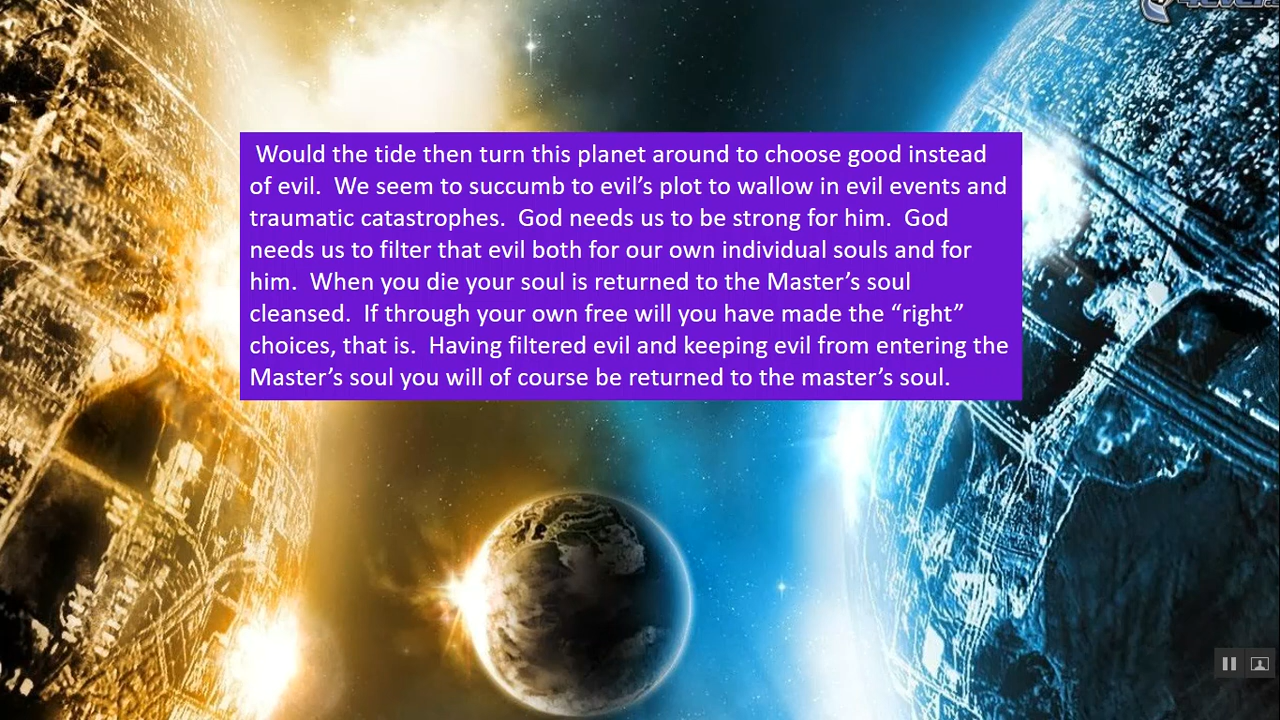 Would the tide then turn this planet around to choose good instead
of evil.  We seem to succumb to evil’s plot to wallow in evil events and
traumatic catastrophes.  God needs us to be strong for him.  God
needs us to filter that evil both for our own individual souls and for
him.  When you die your soul is returned to the Master’s soul
cleansed.  If through your own free will you have made the “right”
choices, that is.  Having filtered evil and keeping evil from entering the
Master’s soul you will of course be returned to the master’s soul.